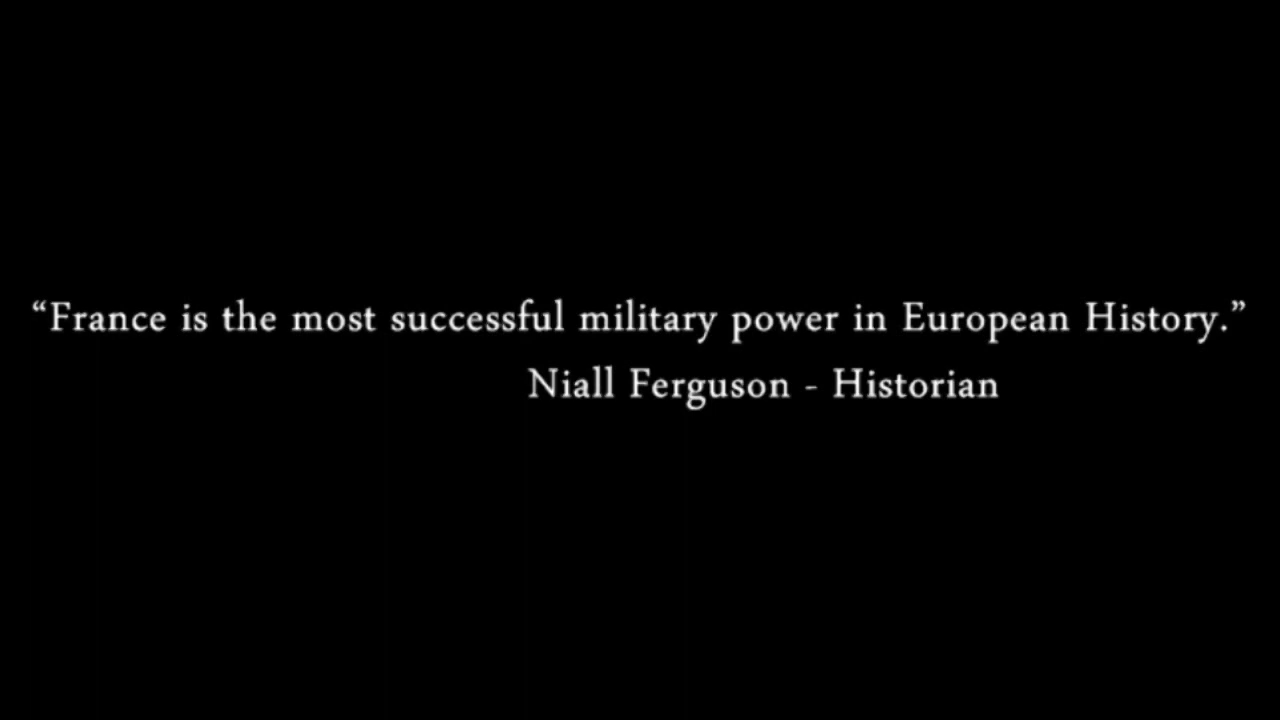 “France is the most successful military power in European History.”
Niall Ferguson - Historian